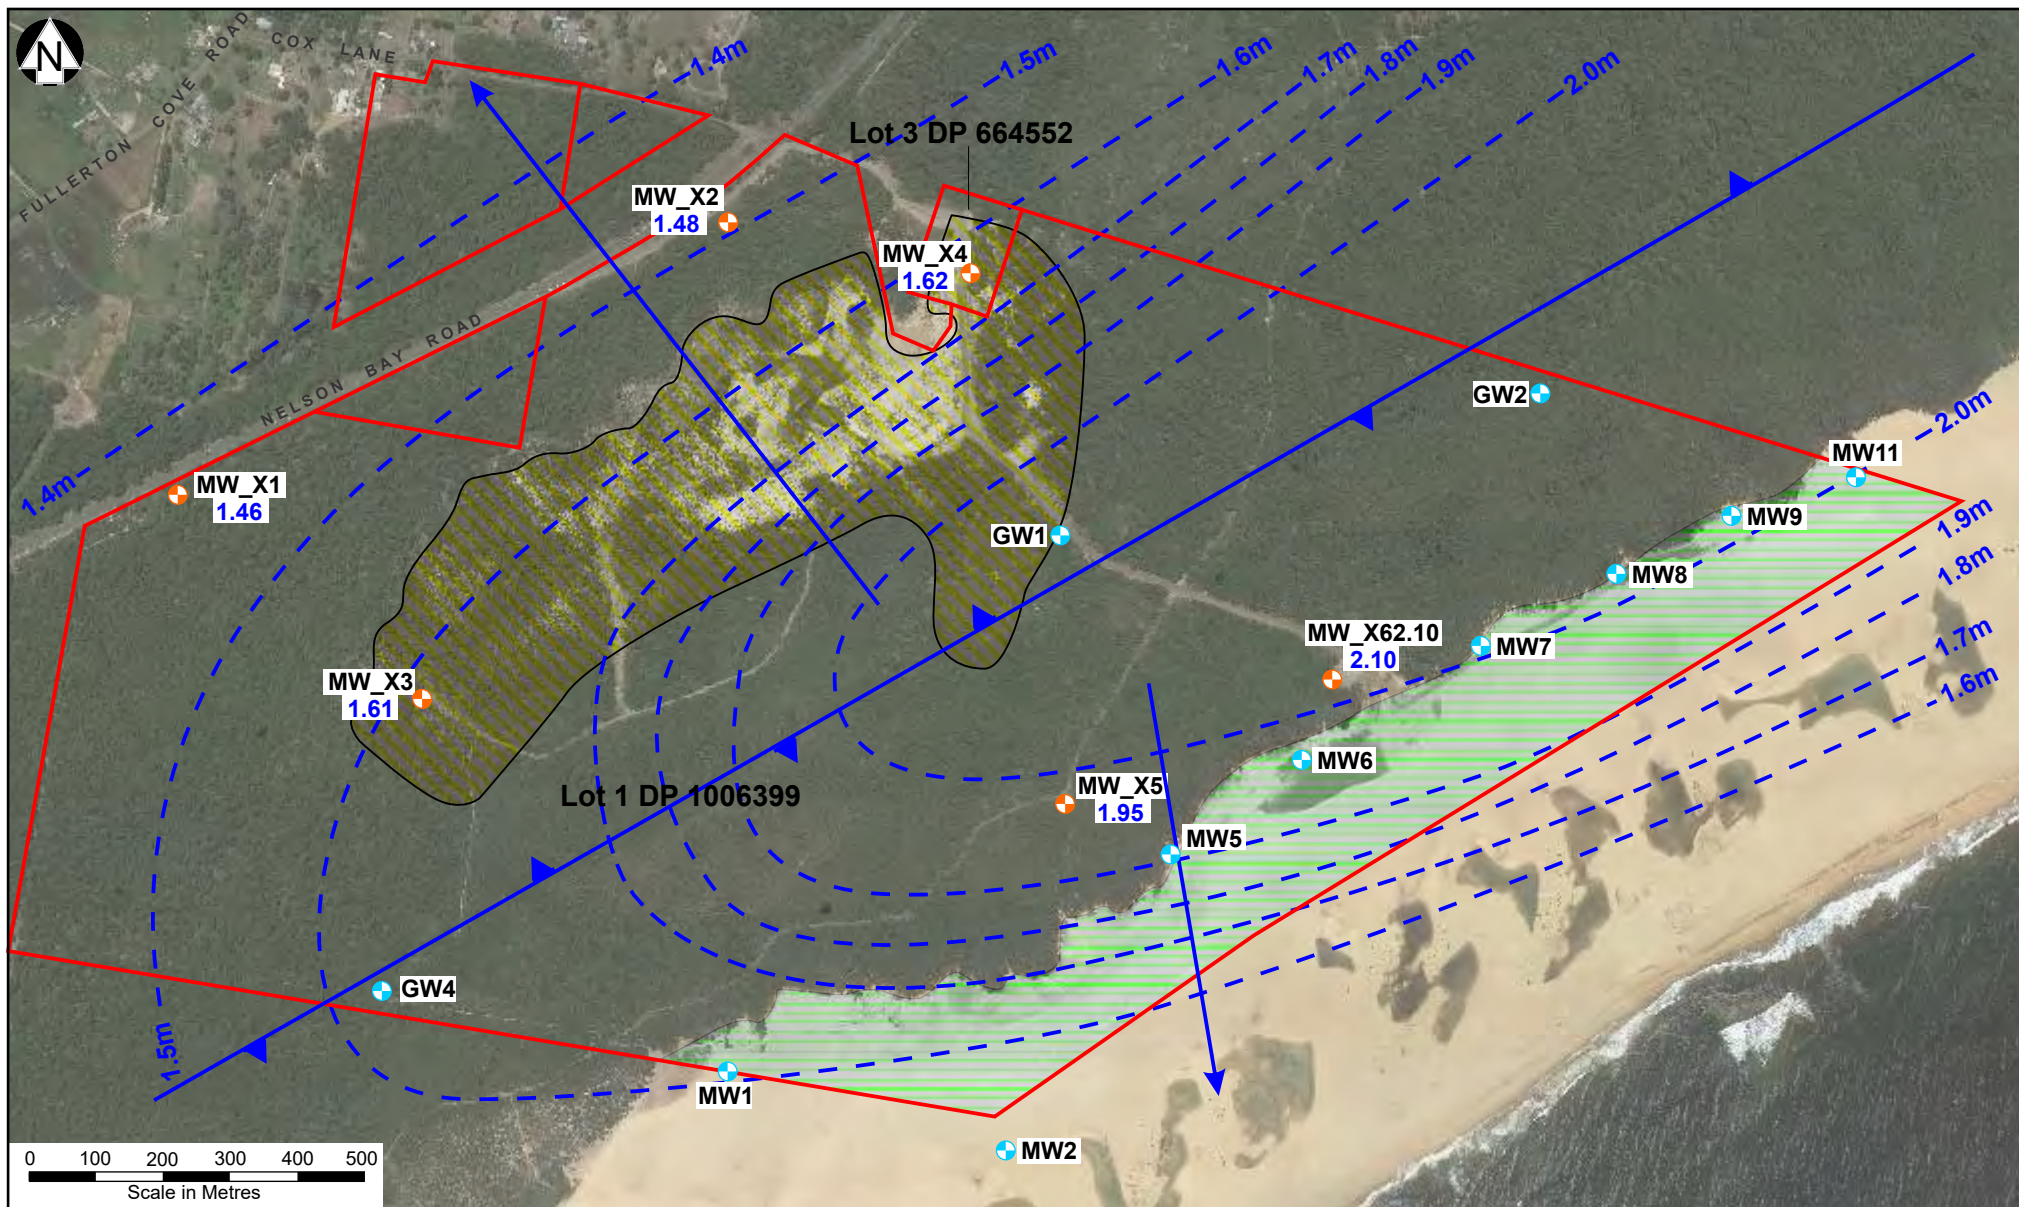 N
FULLERTON COVE ROAD
COX LANE
1.4m
1.5m
1.6m
1.7m
1.8m
1.9m
2.0m
Lot 3 DP 664552
MW_X2
1.48
MW_X4
1.62
NELSON BAY ROAD
GW2
2.0m
MW11
1.4m
MW_X1
1.46
MW9
1.9m
GW1
MW8
1.8m
MW_X62.10
2.10
MW7
1.7m
MW_X3
1.61
1.6m
MW6
Lot 1 DP 1006399
MW_X5
1.95
MW5
GW4
1.5m
MW1
MW2
0 100 200 300 400 500
Scale in Metres